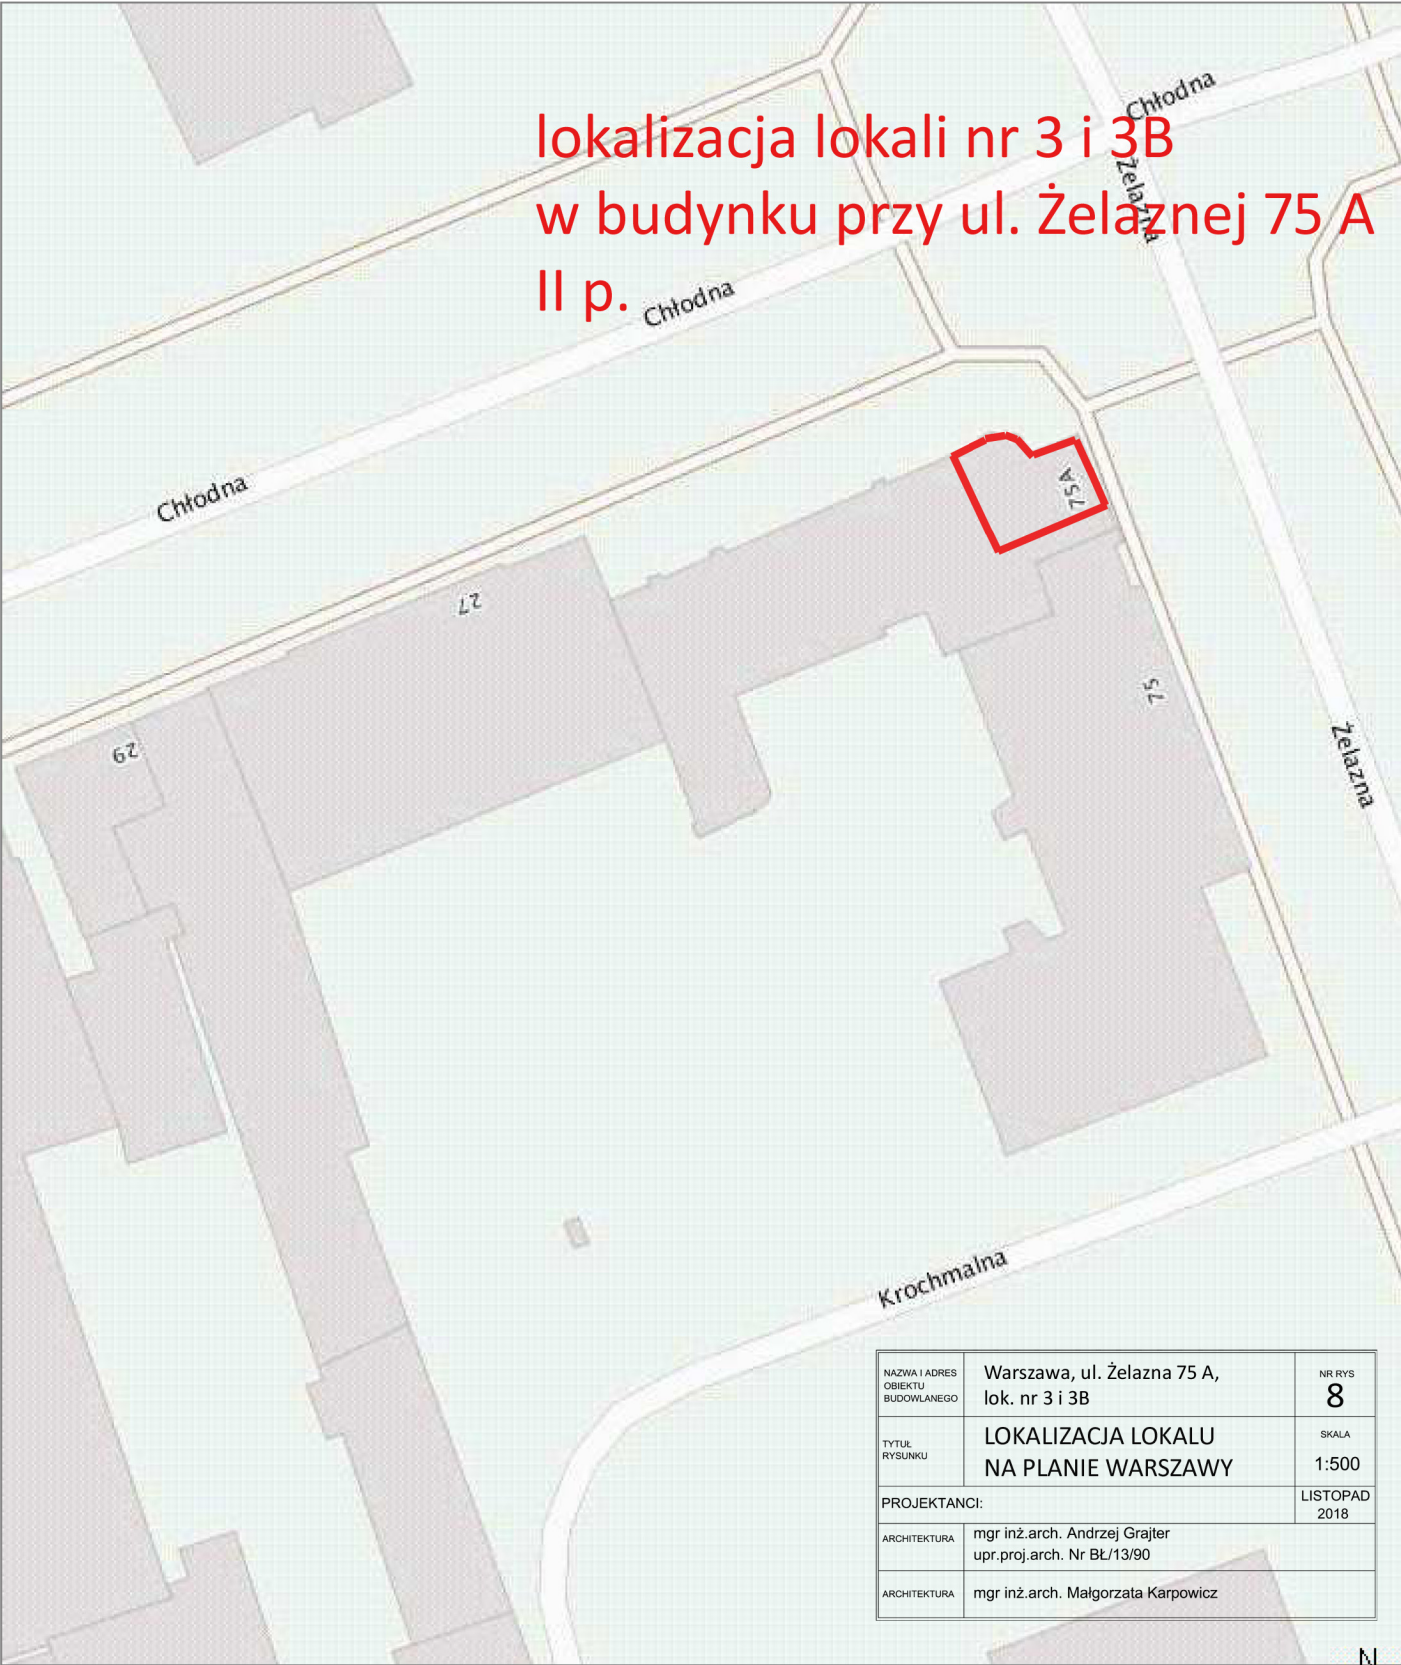 lokalizacja lokali nr 3 i 3B
w budynku przy ul. Żelaznej 75 A
II p.
Chłodna
Żelazna
Chłodna
Chłodna
75A
27
75
29
Żelazna
Krochmalna
NAZWA I ADRES
OBIEKTU
BUDOWLANEGO
Warszawa, ul. Żelazna 75 A,
lok. nr 3 i 3B
NR RYS
8
TYTUŁ
RYSUNKU
LOKALIZACJA LOKALU
NA PLANIE WARSZAWY
SKALA
1:500
PROJEKTANCI:
LISTOPAD
2018
ARCHITEKTURA
mgr inż.arch. Andrzej Grajter
upr.proj.arch. Nr BŁ/13/90
ARCHITEKTURA
mgr inż.arch. Małgorzata Karpowicz
N